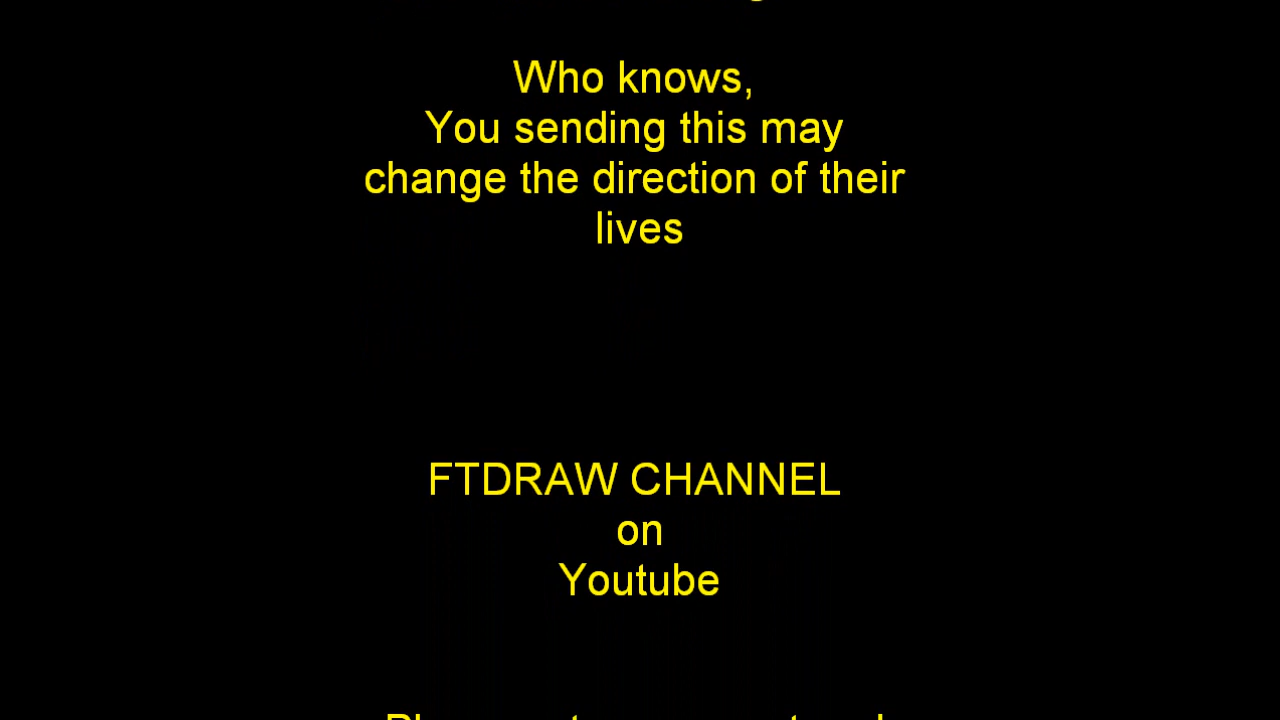 Who knows,
You sending this may
change the direction of their
lives
FTDRAW CHANNEL
on
Youtube